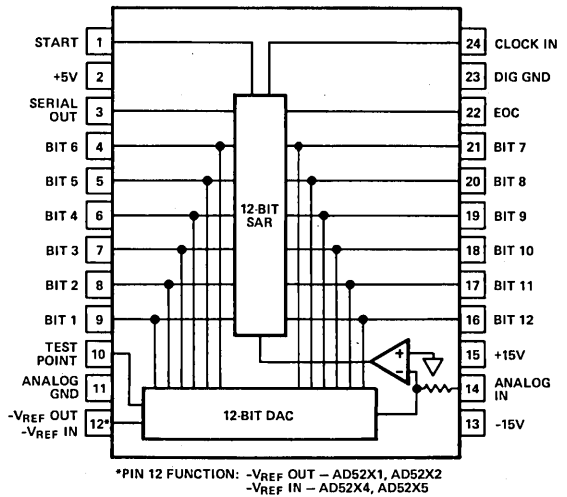 START 1
+5V 2
SERIAL
OUT 3
BIT 6 4
BIT 5 5
BIT 4 6
BIT 3 7
BIT 2 8
BIT 1 9
TEST
POINT 10
ANALOG
GND 11
-VREF OUT
-VREF IN 12*
12-BIT
SAR
+
-
12-BIT DAC
24 CLOCK IN
23 DIG GND
22 EOC
21 BIT 7
20 BIT 8
19 BIT 9
18 BIT 10
17 BIT 11
16 BIT 12
15 +15V
14 ANALOG
IN
13 -15V
*PIN 12 FUNCTION: -VREF OUT – AD52X1, AD52X2
-VREF IN – AD52X4, AD52X5